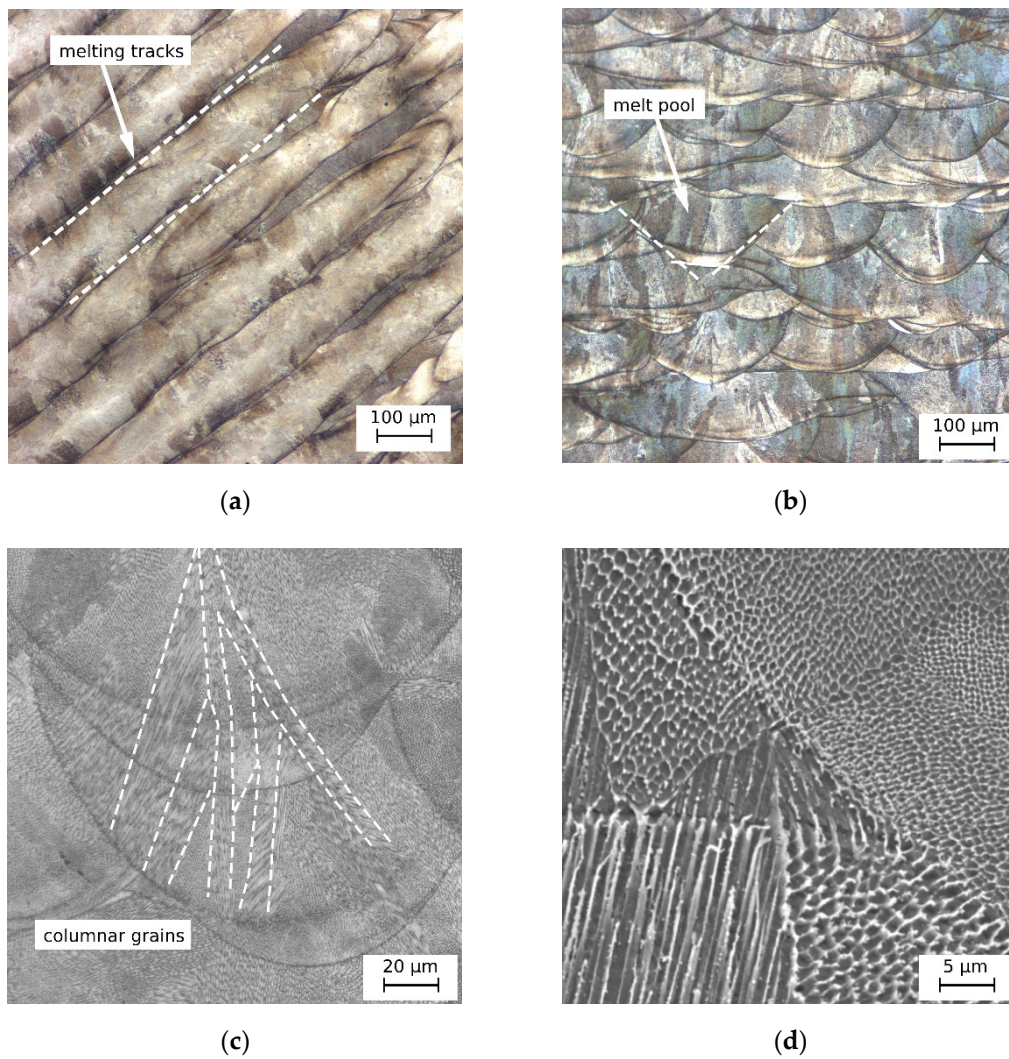 melting tracks
100 μm
(a)
melt pool
100 μm
(b)
columnar grains
20 μm
(c)
5 μm
(d)